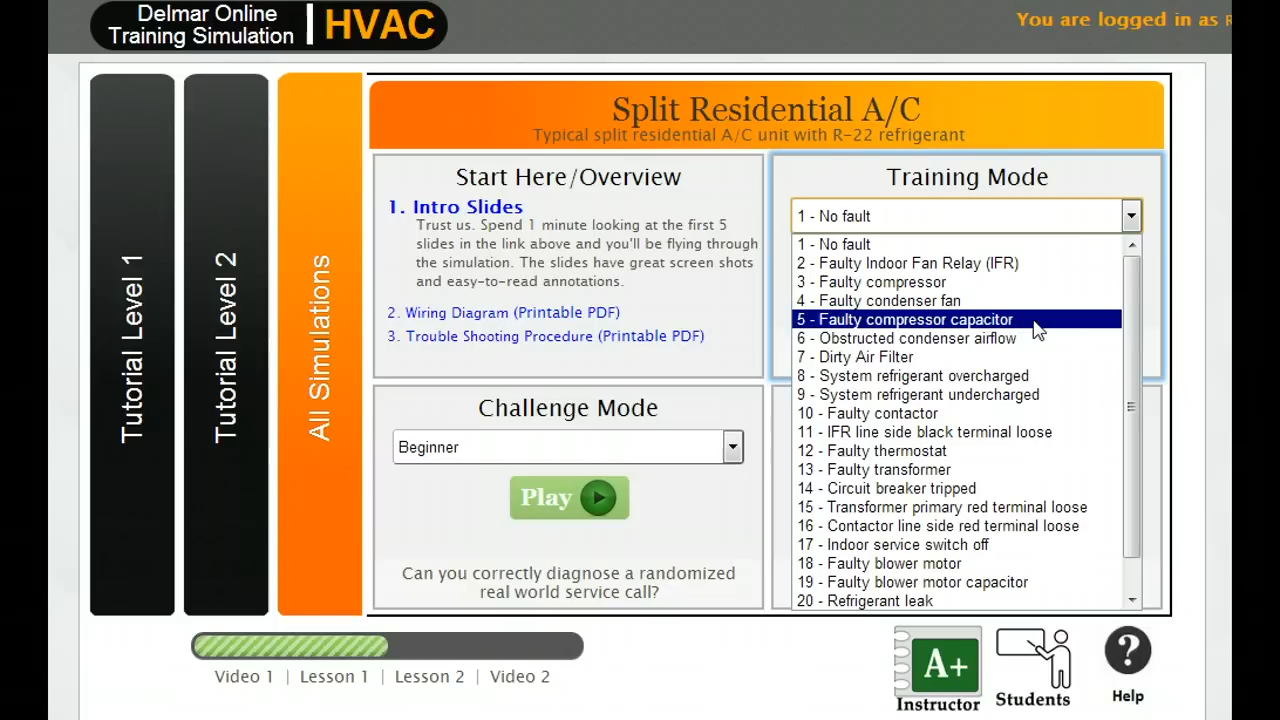 Delmar Online
Training Simulation
HVAC
You are logged in as
Tutorial Level 1
Tutorial Level 2
All Simulations
Split Residential A/C
Typical split residential A/C unit with R-22 refrigerant
Start Here/Overview
1. Intro Slides
Trust us. Spend 1 minute looking at the first 5
slides in the link above and you'll be flying through
the simulation. The slides have great screen shots
and easy-to-read annotations.
2. Wiring Diagram (Printable PDF)
3. Trouble Shooting Procedure (Printable PDF)
Training Mode
1 - No fault
1 - No fault
2 - Faulty Indoor Fan Relay (IFR)
3 - Faulty compressor
4 - Faulty condenser fan
5 - Faulty compressor capacitor
6 - Obstructed condenser airflow
7 - Dirty Air Filter
8 - System refrigerant overcharged
9 - System refrigerant undercharged
10 - Faulty contactor
11 - IFR line side black terminal loose
12 - Faulty thermostat
13 - Faulty transformer
14 - Circuit breaker tripped
15 - Transformer primary red terminal loose
16 - Contactor line side red terminal loose
17 - Indoor service switch off
18 - Faulty blower motor
19 - Faulty blower motor capacitor
20 - Refrigerant leak
Challenge Mode
Beginner
Play
Can you correctly diagnose a randomized
real world service call?
Video 1 | Lesson 1 | Lesson 2 | Video 2
A+
Instructor
Students
?
Help